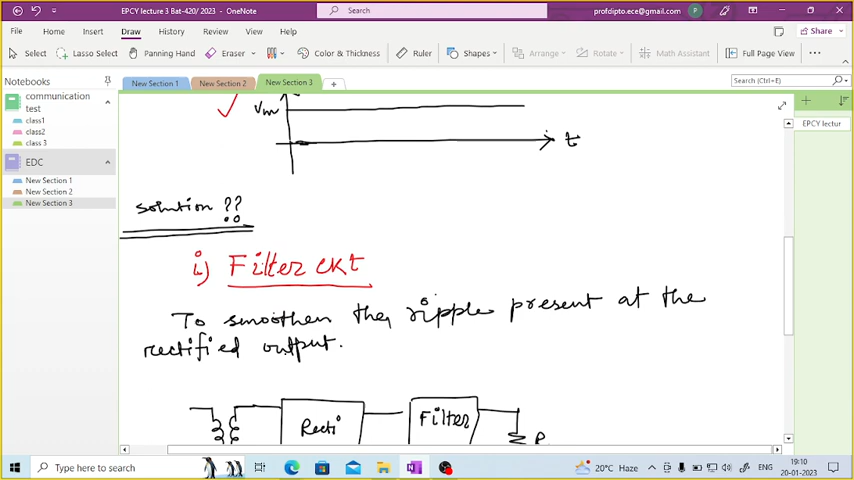 EPCY lecture 3 Bat-420/ 2023 - OneNote
Search
profdipto.ece@gmail.com
P
File
Home
Insert
Draw
History
Review
View
Help
Share
Select
Lasso Select
Panning Hand
Eraser
Color & Thickness
Ruler
Shapes
Arrange
Rotate
Math Assistant
Full Page View
Notebooks
New Section 1
New Section 2
New Section 3
Search (Ctrl+E)
communication
test
class1
class2
class 3
EDC
New Section 1
New Section 2
New Section 3
EPCY lectur
Vm
t
solution ??
i) Filter ckt
To smoothen the ripple present at the
rectified output.
Recti
Filter
R
Type here to search
20°C Haze
ENG
19:10
20-01-2023